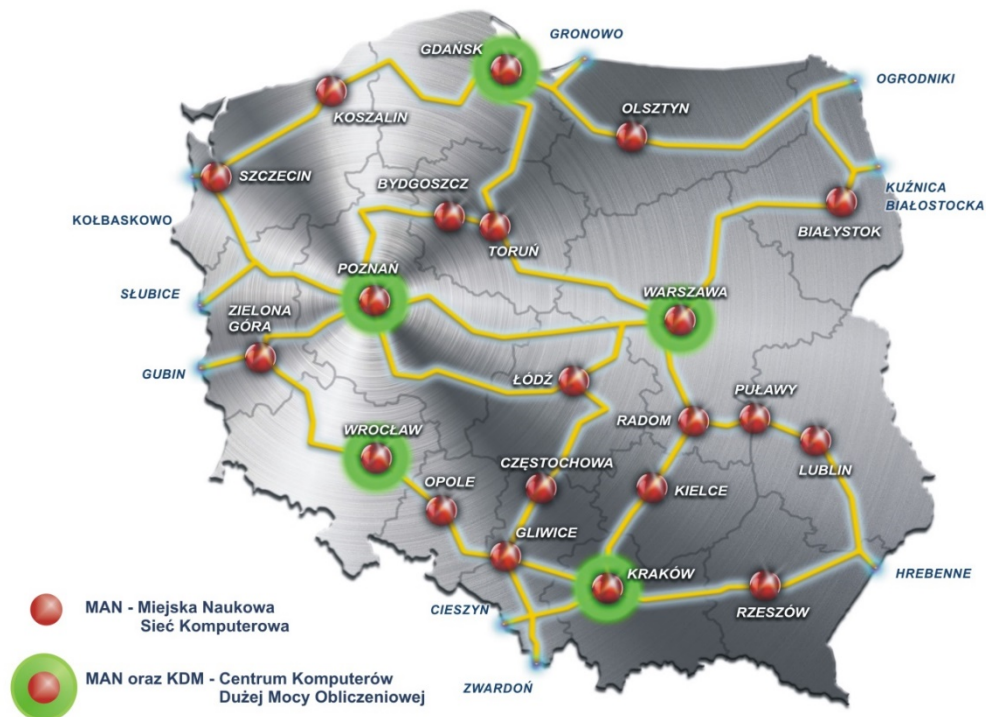 GDAŃSK
GRONOWO
OGRODNIKI
KOSZALIN
OLSZTYN
SZCZECIN
BYDGOSZCZ
KUŹNICA
BIAŁOSTOCKA
KOŁBASKOWO
TORUŃ
BIAŁYSTOK
POZNAŃ
WARSZAWA
SŁUBICE
ZIELONA
GÓRA
GUBIN
ŁÓDŹ
PUŁAWY
RADOM
WROCŁAW
LUBLIN
CZĘSTOCHOWA
OPOLE
KIELCE
GLIWICE
KRAKÓW
HREBENNE
CIESZYN
RZESZÓW
ZWARDOŃ
MAN - Miejska Naukowa
Sieć Komputerowa
MAN oraz KDM - Centrum Komputerów
Dużej Mocy Obliczeniowej